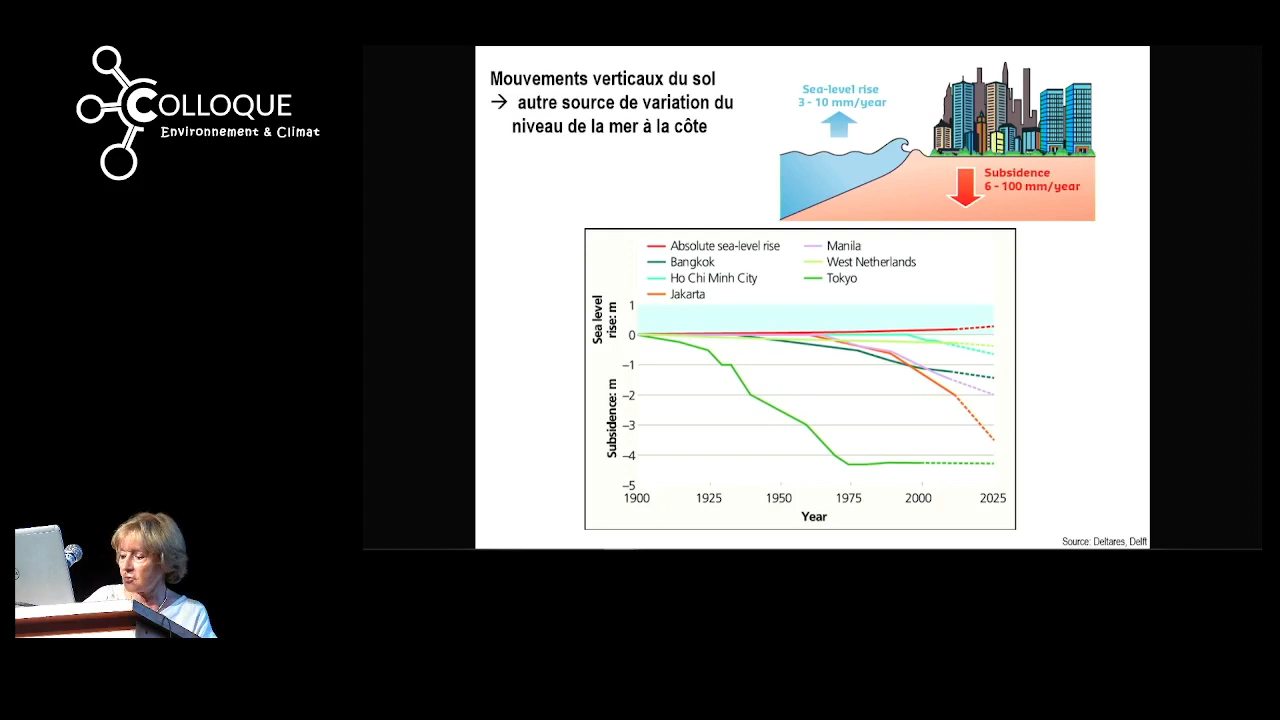 COLLOQUE
Environnement & Climat
Mouvements verticaux du sol
→ autre source de variation du
niveau de la mer à la côte
Sea-level rise
3 - 10 mm/year
Subsidence
6 - 100 mm/year
Absolute sea-level rise
Bangkok
Ho Chi Minh City
Jakarta
Manila
West Netherlands
Tokyo
Sea level
rise: m
Subsidence: m
1
0
–1
–2
–3
–4
–5
1900 1925 1950 1975 2000 2025
Year
Source: Deltares, Delft